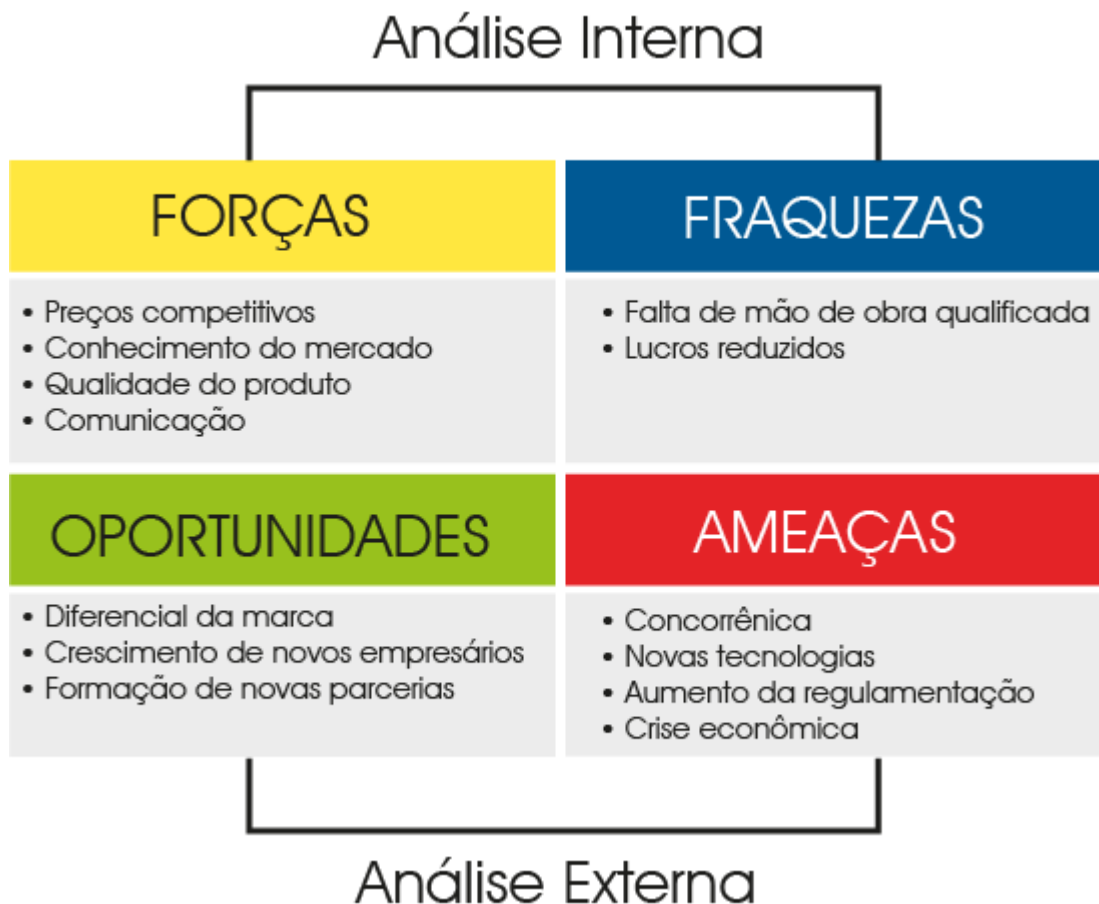 Análise Interna
FORÇAS
• Preços competitivos
• Conhecimento do mercado
• Qualidade do produto
• Comunicação
FRAQUEZAS
• Falta de mão de obra qualificada
• Lucros reduzidos
OPORTUNIDADES
• Diferencial da marca
• Crescimento de novos empresários
• Formação de novas parcerias
AMEAÇAS
• Concorrênica
• Novas tecnologias
• Aumento da regulamentação
• Crise econômica
Análise Externa